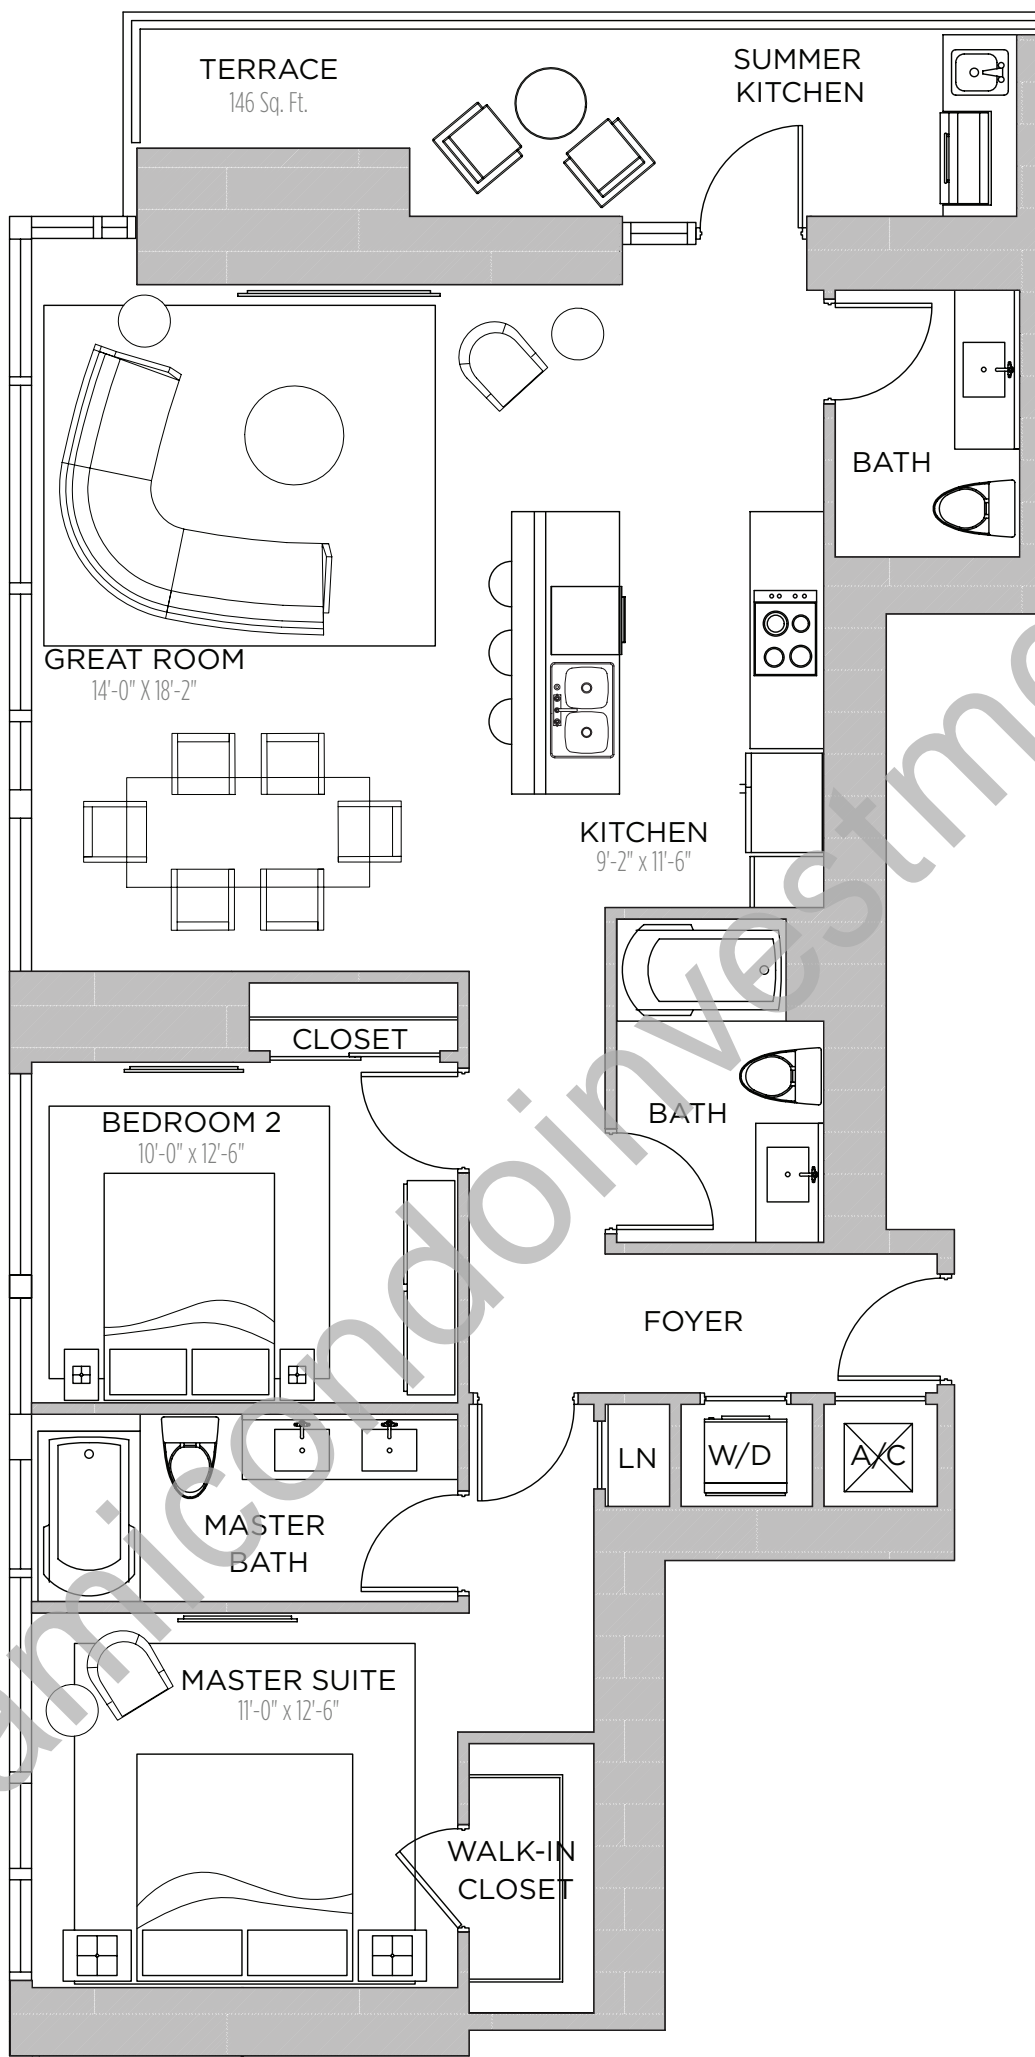 TERRACE
146 Sq. Ft.
SUMMER
KITCHEN
BATH
GREAT ROOM
14'-0" X 18'-2"
KITCHEN
9'-2" x 11'-6"
CLOSET
BEDROOM 2
10'-0" x 12'-6"
BATH
FOYER
LN
W/D
A/C
MASTER
BATH
MASTER SUITE
11'-0" x 12'-6"
WALK-IN
CLOSET
amicondoinvestme